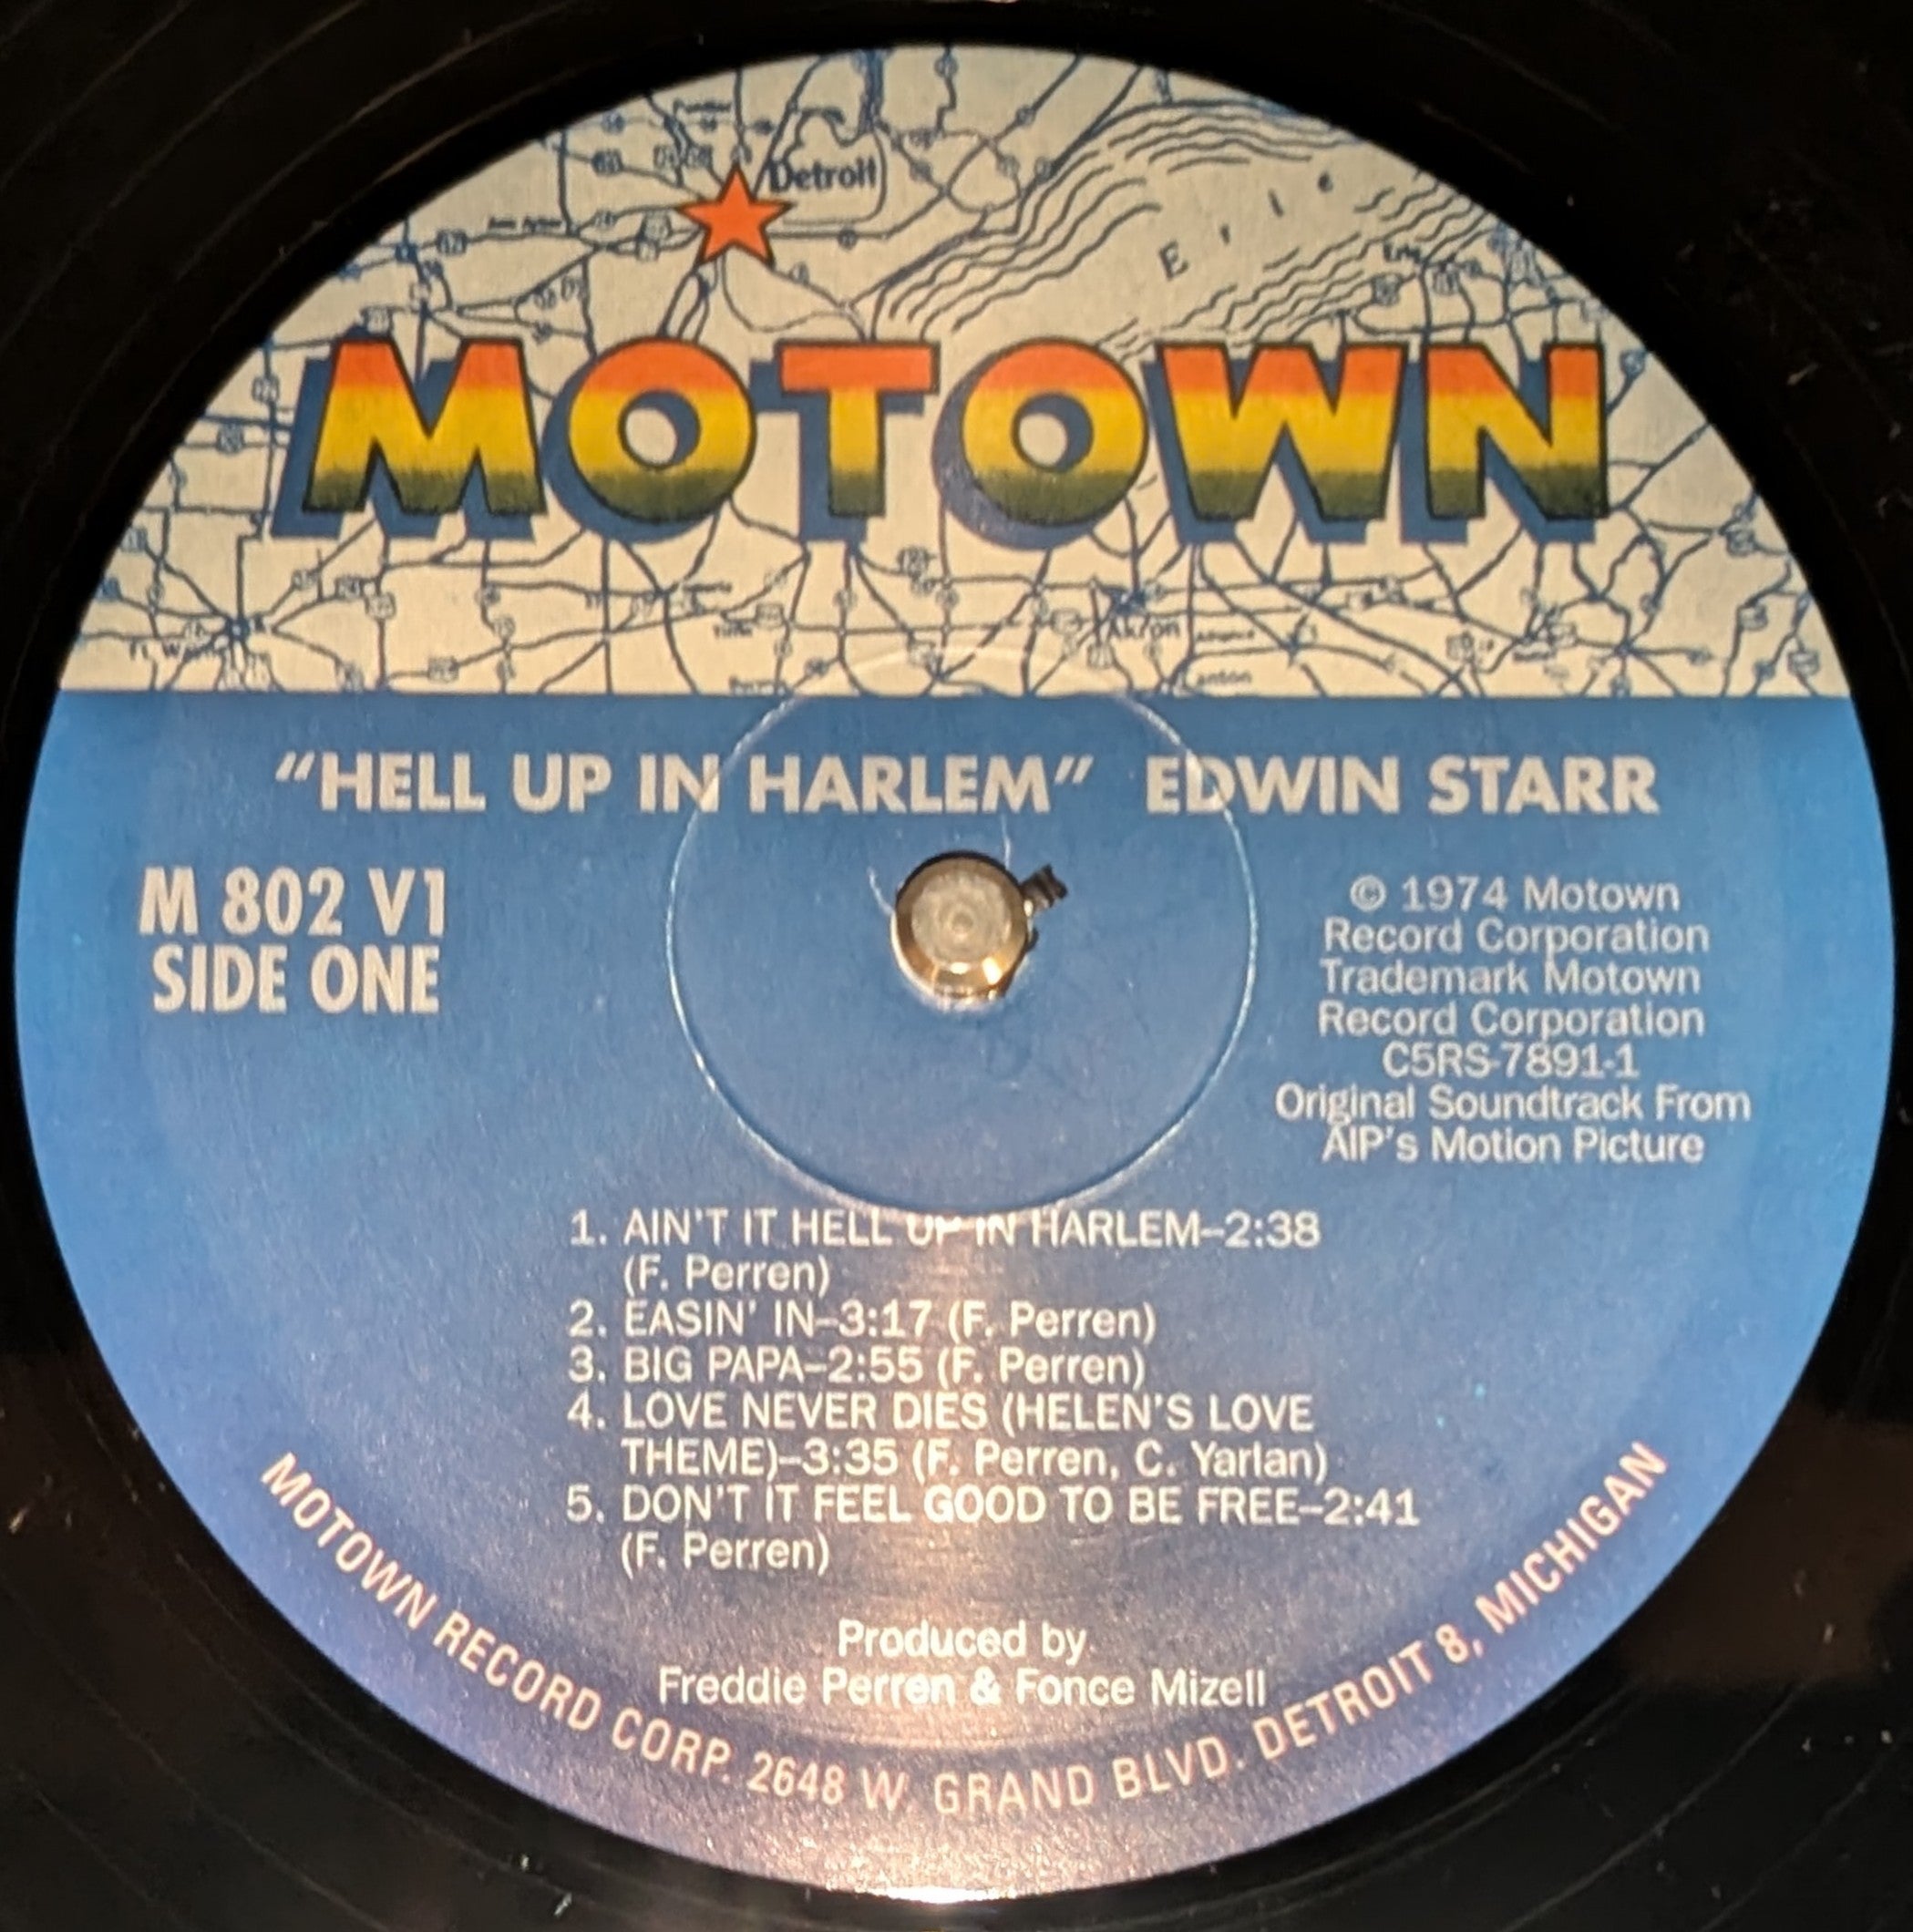 Detroit
E r i e
Erie
MOTOWN
Akron
"HELL UP IN HARLEM" EDWIN STARR
M 802 V1
SIDE ONE
© 1974 Motown
Record Corporation
Trademark Motown
Record Corporation
C5RS-7891-1
Original Soundtrack From
AIP's Motion Picture
1. AIN'T IT HELL UP IN HARLEM–2:38
(F. Perren)
2. EASIN' IN–3:17 (F. Perren)
3. BIG PAPA–2:55 (F. Perren)
4. LOVE NEVER DIES (HELEN'S LOVE
THEME)–3:35 (F. Perren, C. Yarlan)
5. DON'T IT FEEL GOOD TO BE FREE–2:41
(F. Perren)
Produced by
Freddie Perren & Fonce Mizell
MOTOWN RECORD CORP. 2648 W. GRAND BLVD. DETROIT 8, MICHIGAN